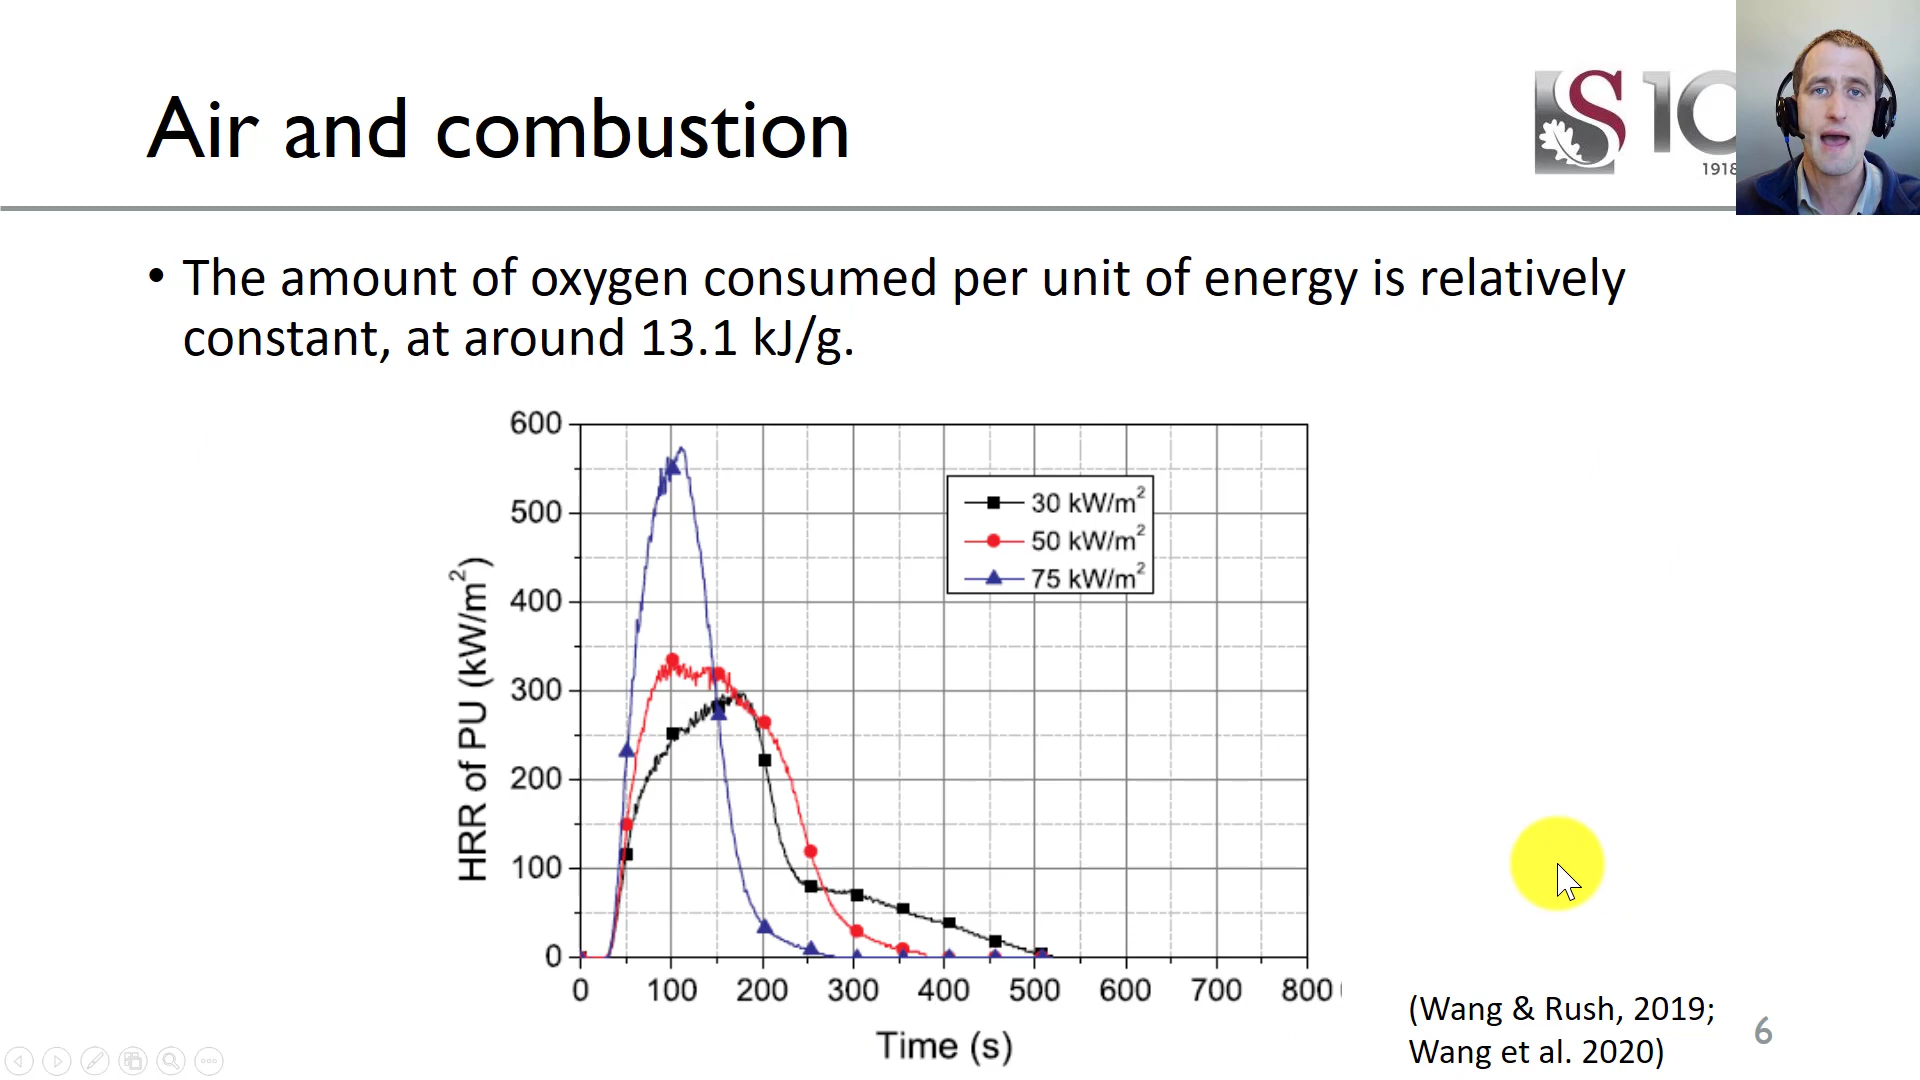 Air and combustion
S 10
1918
• The amount of oxygen consumed per unit of energy is relatively
constant, at around 13.1 kJ/g.
600
500
400
300
200
100
0
HRR of PU (kW/m²)
30 kW/m²
50 kW/m²
75 kW/m²
0 100 200 300 400 500 600 700 800
Time (s)
(Wang & Rush, 2019;
Wang et al. 2020)
6